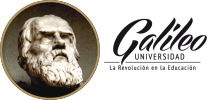 Galileo
UNIVERSIDAD
La Revolución en la Educación